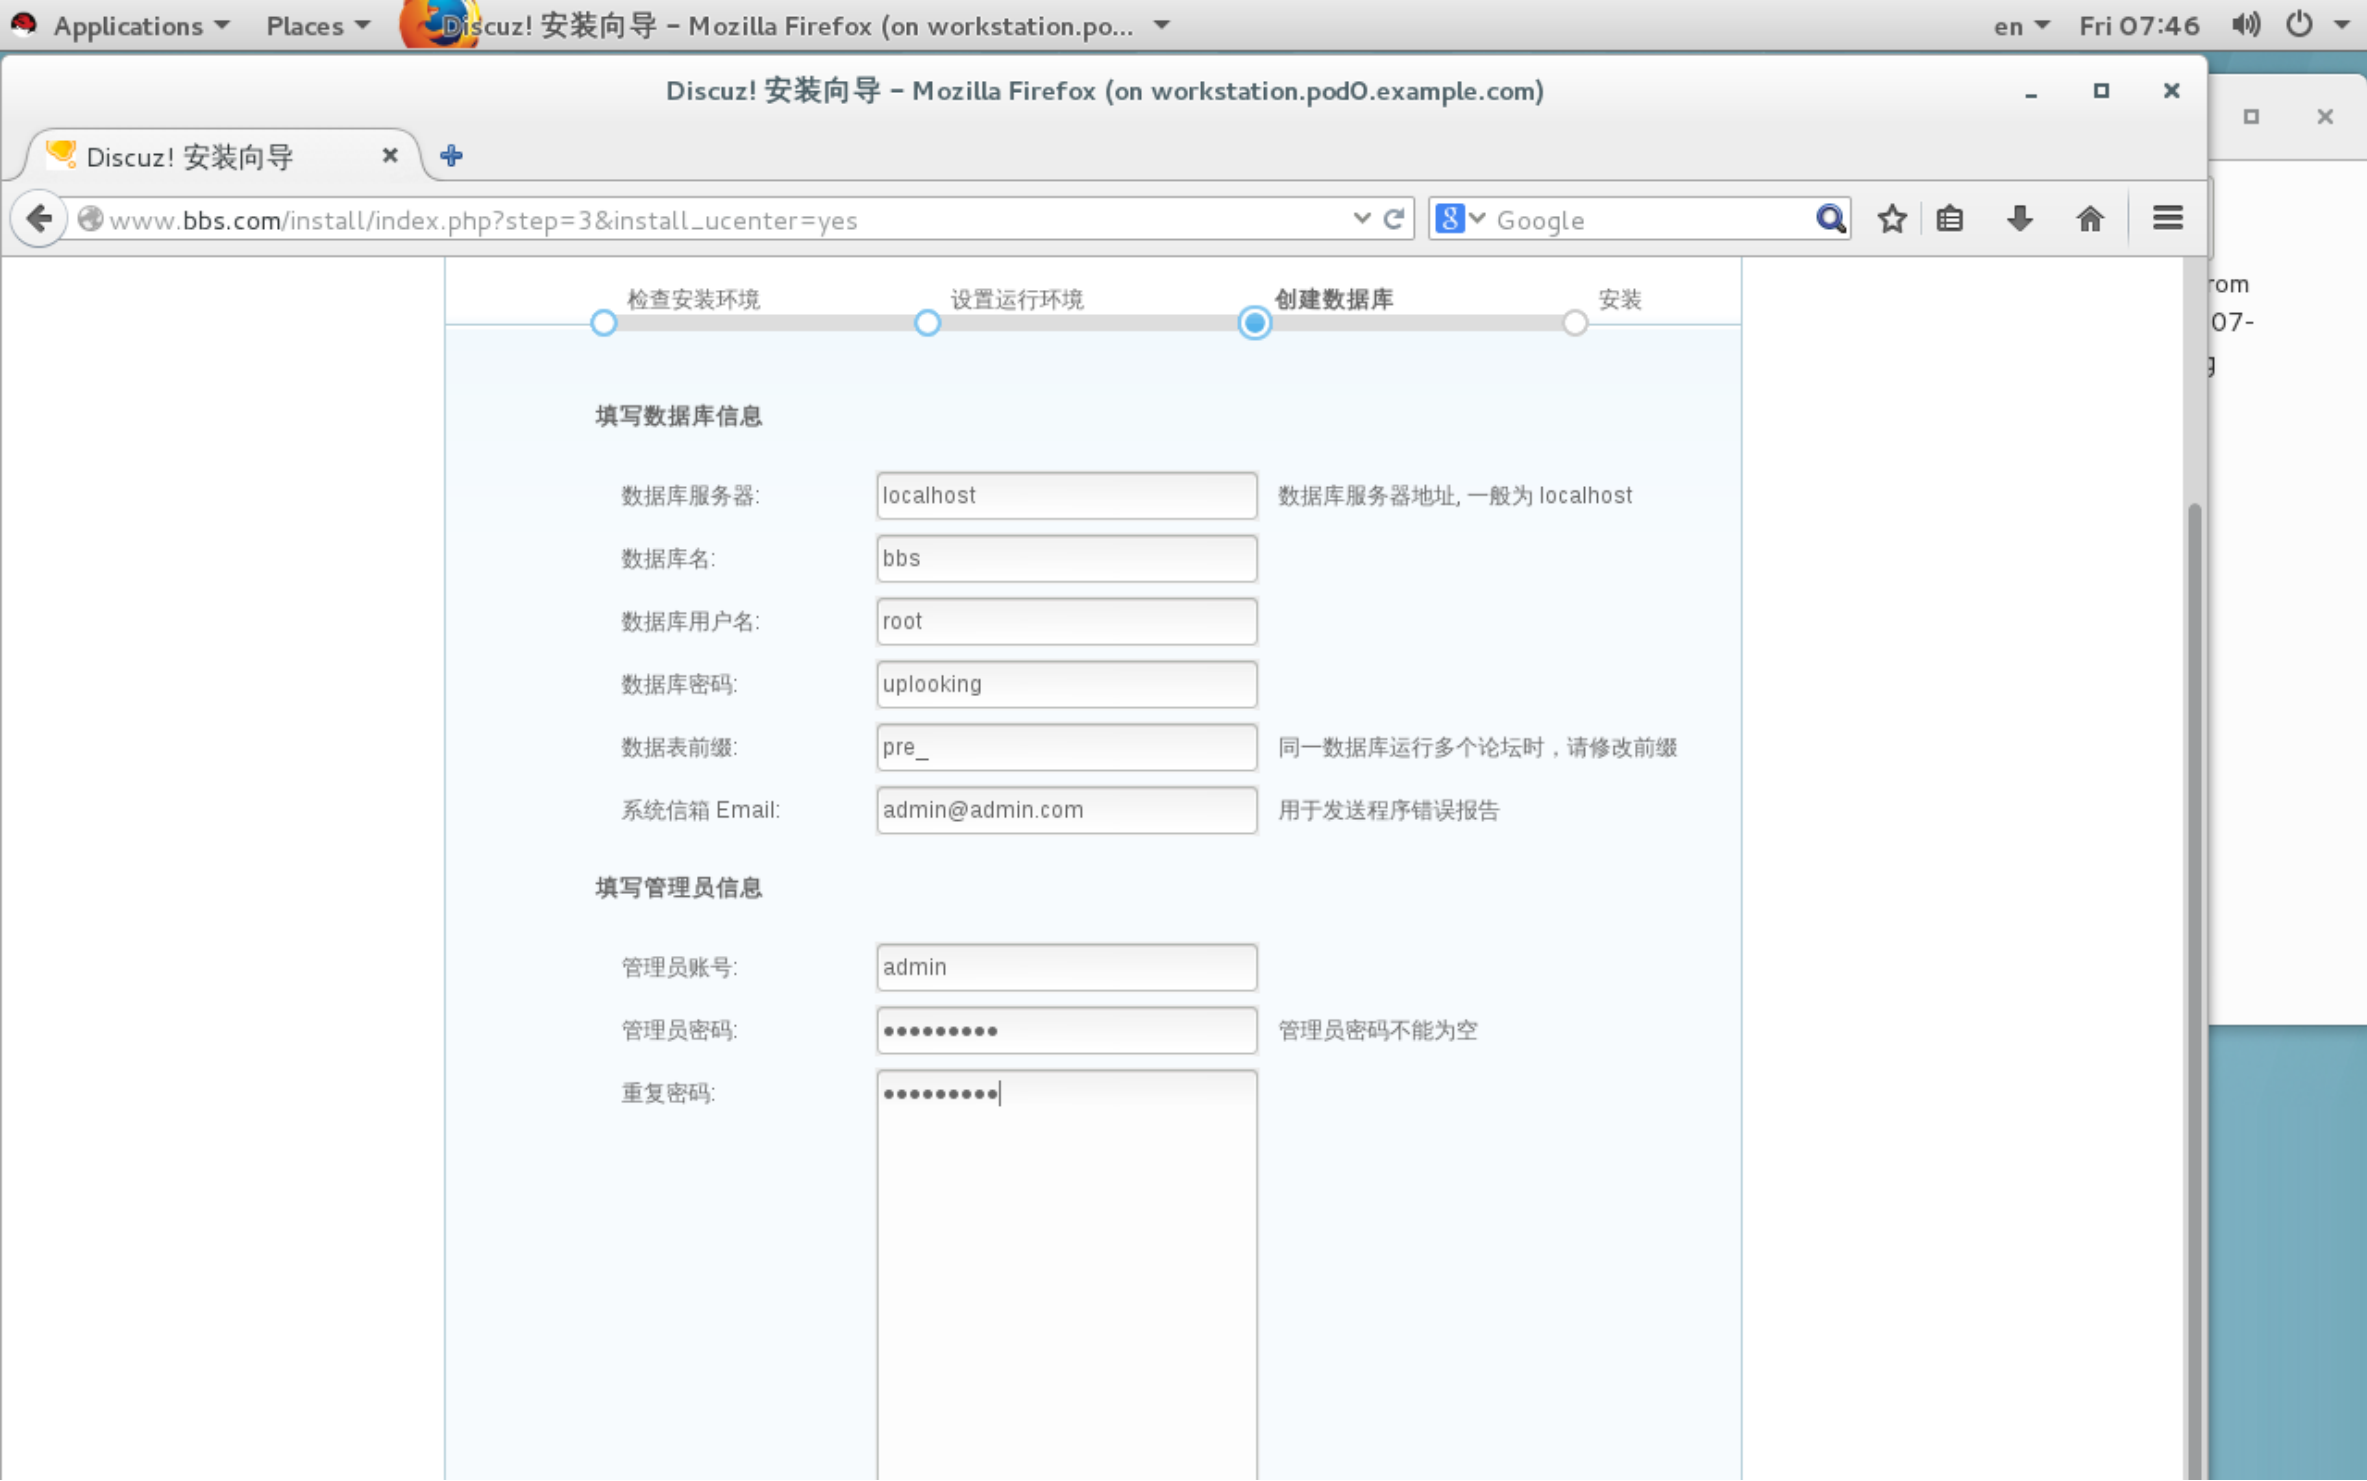 Applications Places Discuz! 安装向导 - Mozilla Firefox (on workstation.po... en Fri 07:46
Discuz! 安装向导 - Mozilla Firefox (on workstation.pod0.example.com)
Discuz! 安装向导
www.bbs.com/install/index.php?step=3&install_ucenter=yes Google
检查安装环境 设置运行环境 创建数据库 安装
07-
填写数据库信息
数据库服务器: localhost 数据库服务器地址, 一般为 localhost
数据库名: bbs
数据库用户名: root
数据库密码: uplooking
数据表前缀: pre_ 同一数据库运行多个论坛时，请修改前缀
系统信箱 Email: admin@admin.com 用于发送程序错误报告
填写管理员信息
管理员账号: admin
管理员密码: ●●●●●●●●● 管理员密码不能为空
重复密码: ●●●●●●●●●